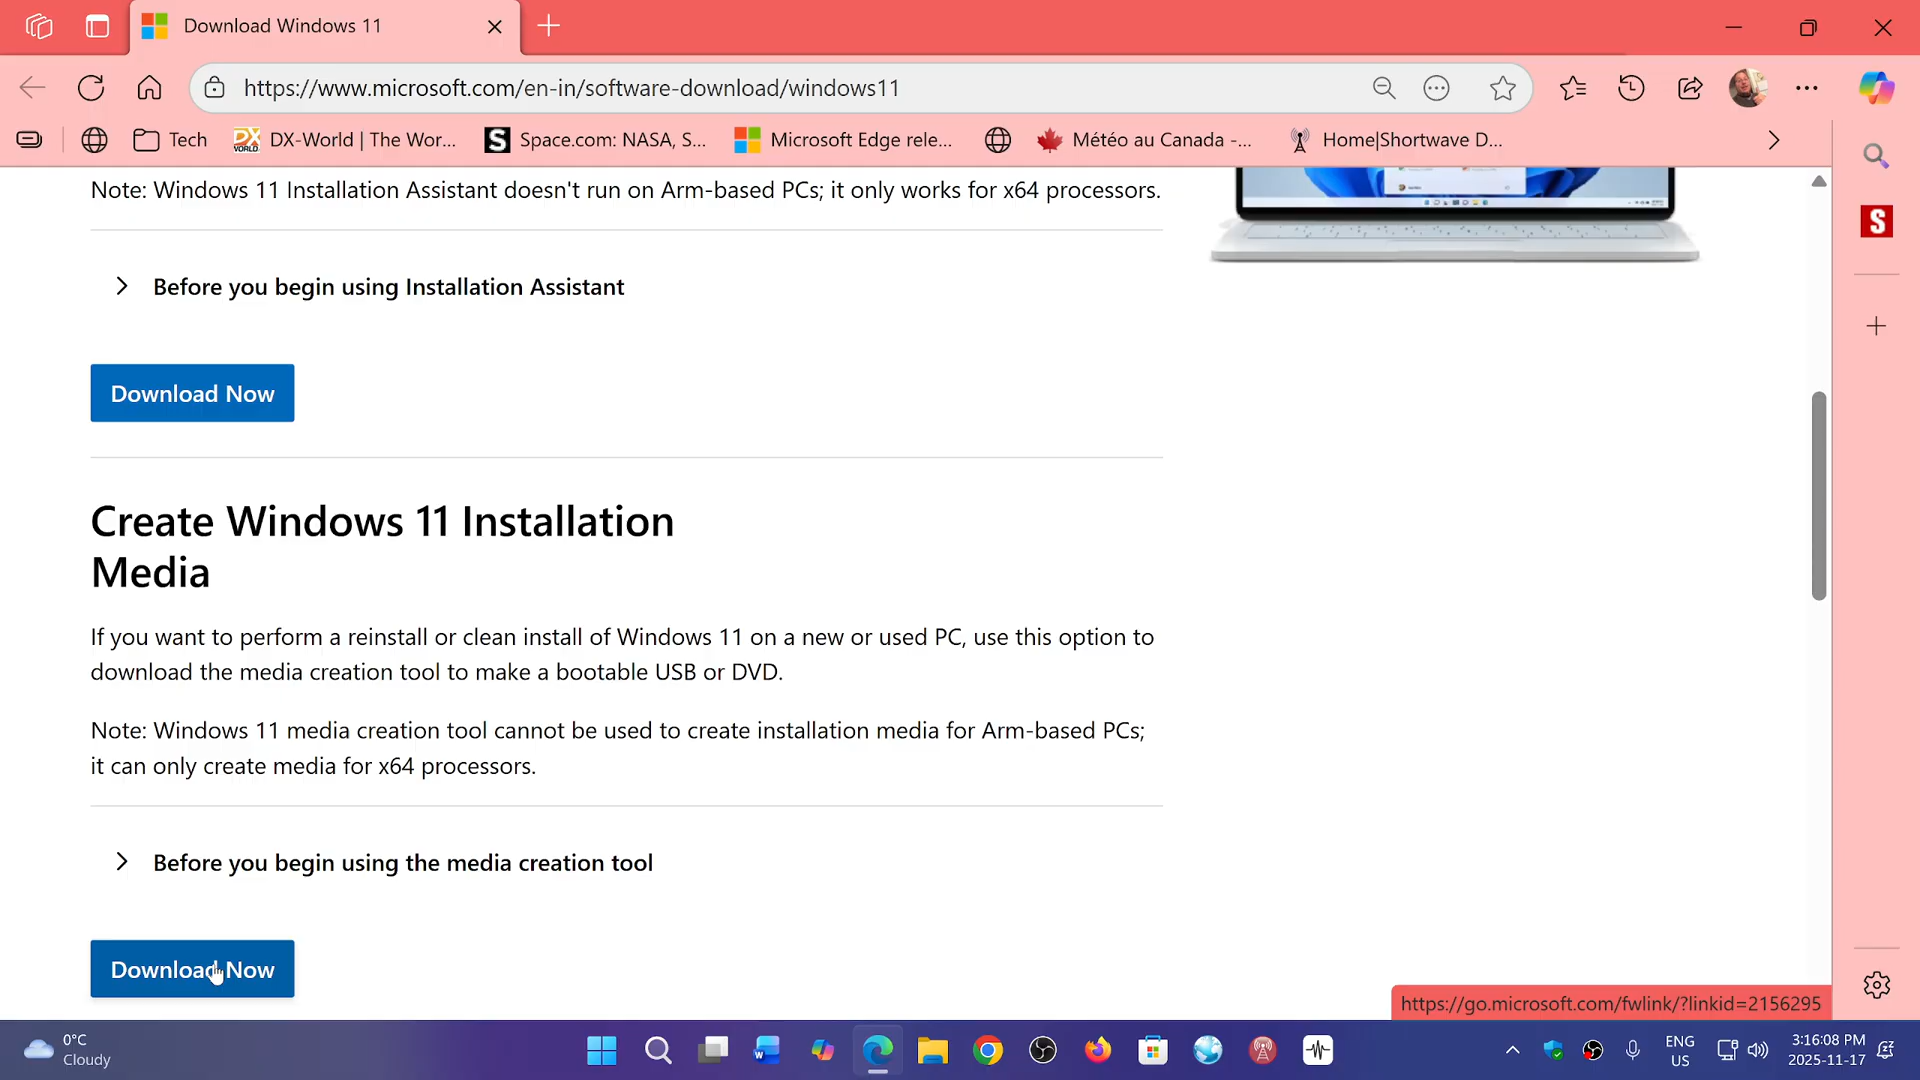 Download Windows 11
https://www.microsoft.com/en-in/software-download/windows11
Tech
DX-World | The Wor...
Space.com: NASA, S...
Microsoft Edge rele...
Météo au Canada -...
Home|Shortwave D...
Note: Windows 11 Installation Assistant doesn't run on Arm-based PCs; it only works for x64 processors.
Before you begin using Installation Assistant
Download Now
Create Windows 11 Installation
Media
If you want to perform a reinstall or clean install of Windows 11 on a new or used PC, use this option to
download the media creation tool to make a bootable USB or DVD.
Note: Windows 11 media creation tool cannot be used to create installation media for Arm-based PCs;
it can only create media for x64 processors.
Before you begin using the media creation tool
Download Now
https://go.microsoft.com/fwlink/?linkid=2156295
0°C
Cloudy
ENG
US
3:16:08 PM
2025-11-17